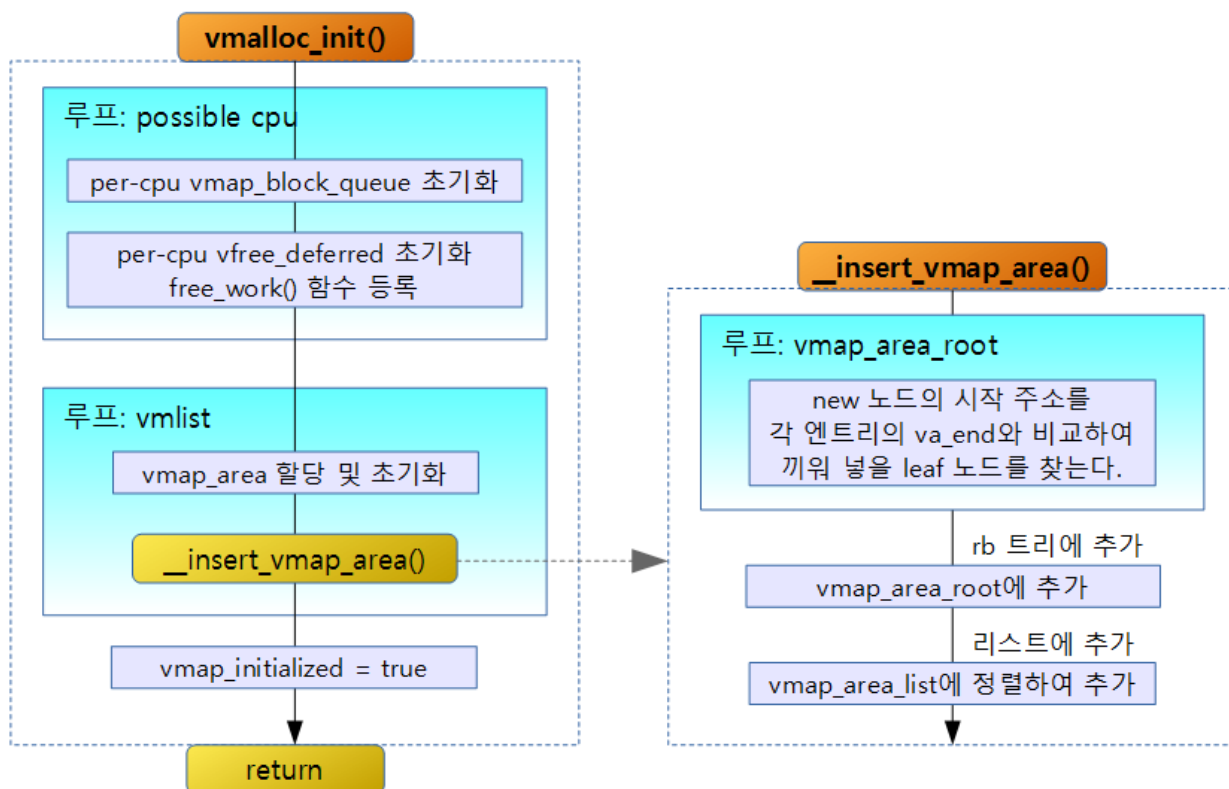 vmalloc_init()
루프: possible cpu
per-cpu vmap_block_queue 초기화
per-cpu vfree_deferred 초기화
free_work() 함수 등록
루프: vmlist
vmap_area 할당 및 초기화
__insert_vmap_area()
vmap_initialized = true
return
__insert_vmap_area()
루프: vmap_area_root
new 노드의 시작 주소를
각 엔트리의 va_end와 비교하여
끼워 넣을 leaf 노드를 찾는다.
rb 트리에 추가
vmap_area_root에 추가
리스트에 추가
vmap_area_list에 정렬하여 추가